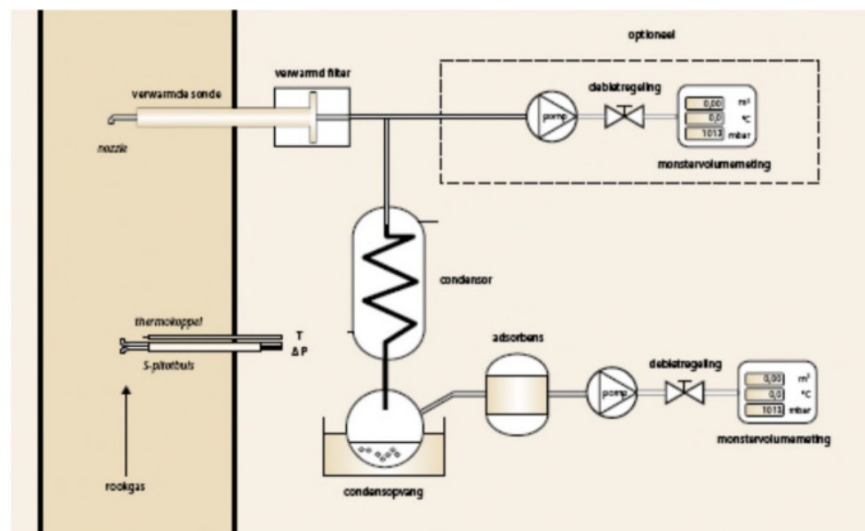 optioneel
verwarmd filter
debietregeling
verwarmde sonde
pomp
0,00 m³
0,0 °C
1013 mbar
nozzle
monstervolumemeting
condensor
thermokoppel
T
ΔP
S-pitotbuis
adsorbens
debietregeling
pomp
0,00 m³
0,0 °C
1013 mbar
monstervolumemeting
rookgas
condensopvang